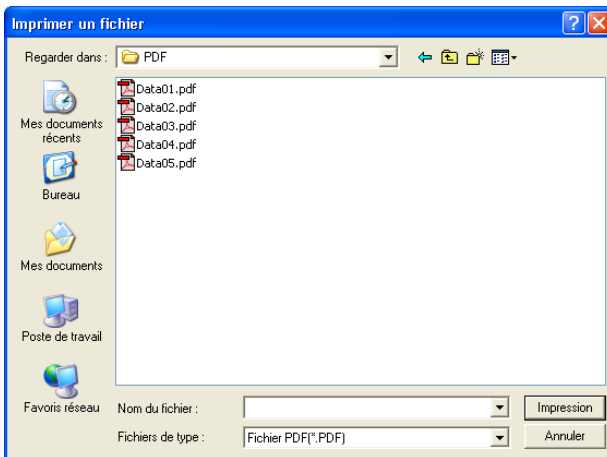 Imprimer un fichier
Regarder dans : PDF
Data01.pdf
Data02.pdf
Data03.pdf
Data04.pdf
Data05.pdf
Mes documents
récents
Bureau
Mes documents
Poste de travail
Favoris réseau
Nom du fichier : Impression
Fichiers de type : Fichier PDF(*.PDF) Annuler